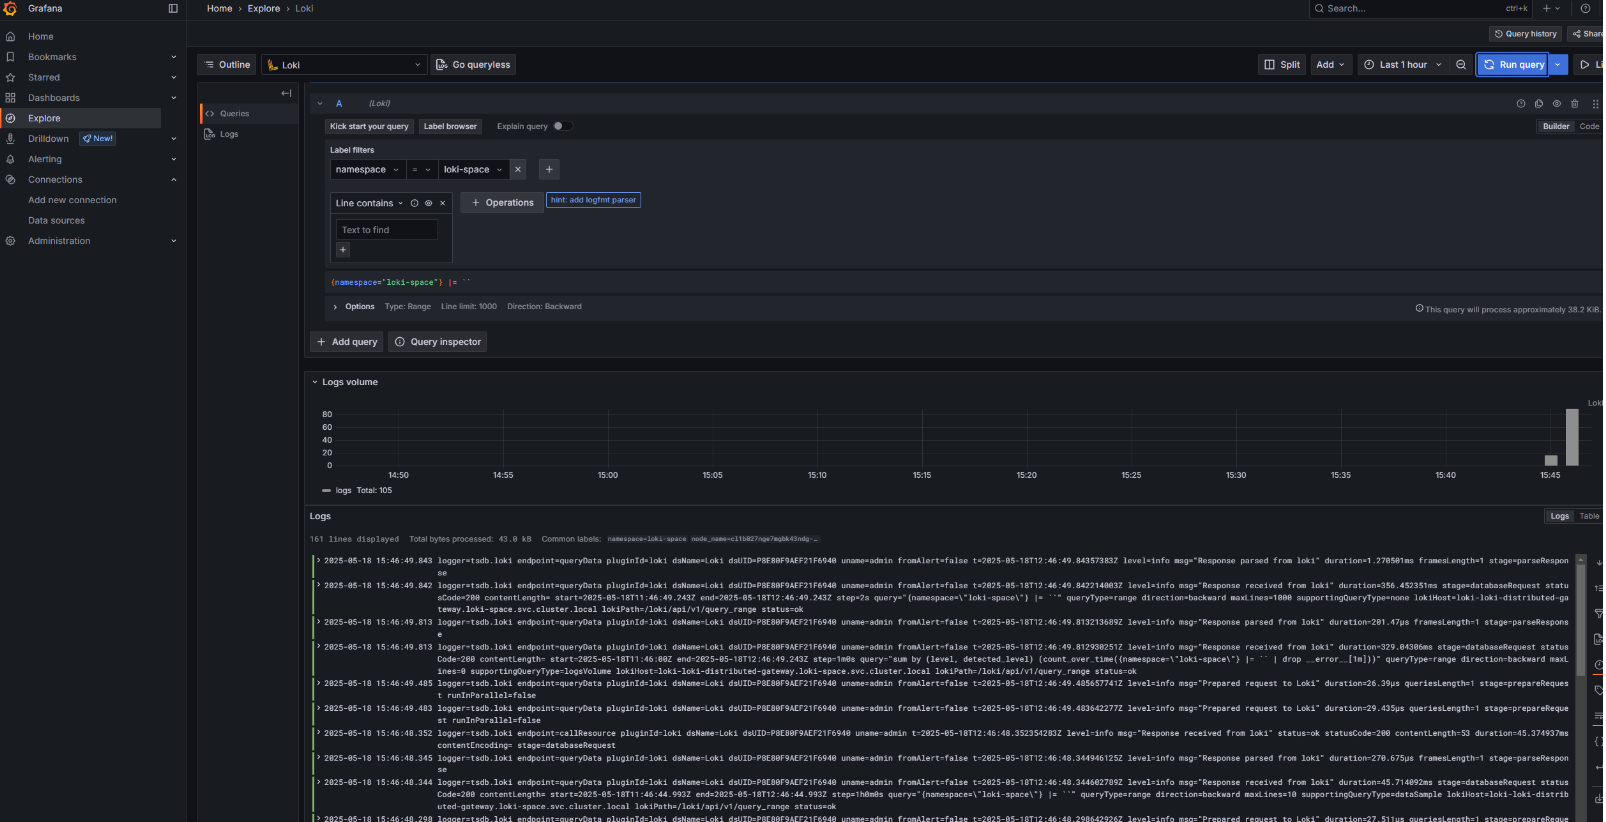 Grafana
Home › Explore › Loki
Search... ctrl+k
Query history
Share
Home
Bookmarks
Starred
Dashboards
Explore
Drilldown New!
Alerting
Connections
Add new connection
Data sources
Administration
Outline
Loki
Go queryless
Split
Add
Last 1 hour
Run query
Li
Queries
Logs
A (Loki)
Kick start your query
Label browser
Explain query
Builder Code
Label filters
namespace = loki-space
Line contains
Operations
hint: add logfmt parser
Text to find
{namespace="loki-space"} |= ``
Options Type: Range Line limit: 1000 Direction: Backward
This query will process approximately 38.2 KiB.
Add query
Query inspector
Logs volume
Loki
80
60
40
20
0
14:50 14:55 15:00 15:05 15:10 15:15 15:20 15:25 15:30 15:35 15:40 15:45
logs Total: 105
Logs
Logs Table
161 lines displayed Total bytes processed: 43.0 kB Common labels: namespace=loki-space
2025-05-18 15:46:49.843 logger=tsdb.loki endpoint=queryData pluginId=loki dsName=Loki dsUID=P8E80F9AEF21F6940 uname=admin fromAlert=false t=2025-05-18T12:46:49.84357383Z level=info msg="Response parsed from loki" duration=1.270501ms framesLength=1 stage=parseRespon
se
2025-05-18 15:46:49.842 logger=tsdb.loki endpoint=queryData pluginId=loki dsName=Loki dsUID=P8E80F9AEF21F6940 uname=admin fromAlert=false t=2025-05-18T12:46:49.842214003Z level=info msg="Response received from loki" duration=356.452351ms stage=databaseRequest statu
sCode=200 contentLength= start=2025-05-18T11:46:49.243Z end=2025-05-18T12:46:49.243Z step=2s query="{namespace=\"loki-space\"} |= ``" queryType=range direction=backward maxLines=1000 supportingQueryType=none lokiHost=loki-loki-distributed-ga
teway.loki-space.svc.cluster.local lokiPath=/loki/api/v1/query_range status=ok
2025-05-18 15:46:49.813 logger=tsdb.loki endpoint=queryData pluginId=loki dsName=Loki dsUID=P8E80F9AEF21F6940 uname=admin fromAlert=false t=2025-05-18T12:46:49.813213689Z level=info msg="Response parsed from loki" duration=201.47µs framesLength=1 stage=parseRespons
e
2025-05-18 15:46:49.813 logger=tsdb.loki endpoint=queryData pluginId=loki dsName=Loki dsUID=P8E80F9AEF21F6940 uname=admin fromAlert=false t=2025-05-18T12:46:49.812930251Z level=info msg="Response received from loki" duration=329.04306ms stage=databaseRequest status
Code=200 contentLength= start=2025-05-18T11:46:00Z end=2025-05-18T12:46:49.243Z step=1m0s query="sum by (level, detected_level) (count_over_time({namespace=\"loki-space\"} |= `` | drop __error__[1m]))" queryType=range direction=backward maxL
ines=0 supportingQueryType=logsVolume lokiHost=loki-loki-distributed-gateway.loki-space.svc.cluster.local lokiPath=/loki/api/v1/query_range status=ok
2025-05-18 15:46:49.485 logger=tsdb.loki endpoint=queryData pluginId=loki dsName=Loki dsUID=P8E80F9AEF21F6940 uname=admin fromAlert=false t=2025-05-18T12:46:49.485657741Z level=info msg="Prepared request to Loki" duration=26.39µs queriesLength=1 stage=prepareReques
t runInParallel=false
2025-05-18 15:46:49.483 logger=tsdb.loki endpoint=queryData pluginId=loki dsName=Loki dsUID=P8E80F9AEF21F6940 uname=admin fromAlert=false t=2025-05-18T12:46:49.483642277Z level=info msg="Prepared request to Loki" duration=29.435µs queriesLength=1 stage=prepareReque
st runInParallel=false
2025-05-18 15:46:48.352 logger=tsdb.loki endpoint=callResource pluginId=loki dsName=Loki dsUID=P8E80F9AEF21F6940 uname=admin t=2025-05-18T12:46:48.352354283Z level=info msg="Response received from loki" status=ok statusCode=200 contentLength=53 duration=45.374937ms
contentEncoding= stage=databaseRequest
2025-05-18 15:46:48.345 logger=tsdb.loki endpoint=queryData pluginId=loki dsName=Loki dsUID=P8E80F9AEF21F6940 uname=admin fromAlert=false t=2025-05-18T12:46:48.344946125Z level=info msg="Response parsed from loki" duration=270.675µs framesLength=1 stage=parseRespon
se
2025-05-18 15:46:48.344 logger=tsdb.loki endpoint=queryData pluginId=loki dsName=Loki dsUID=P8E80F9AEF21F6940 uname=admin fromAlert=false t=2025-05-18T12:46:48.344602789Z level=info msg="Response received from loki" duration=45.714092ms stage=databaseRequest status
Code=200 contentLength= start=2025-05-18T11:46:44.993Z end=2025-05-18T12:46:44.993Z step=1h0m0s query="{namespace=\"loki-space\"} |= ``" queryType=range direction=backward maxLines=10 supportingQueryType=dataSample lokiHost=loki-loki-distrib
uted-gateway.loki-space.svc.cluster.local lokiPath=/loki/api/v1/query_range status=ok
2025-05-18 15:46:48.298 logger=tsdb.loki endpoint=queryData pluginId=loki dsName=Loki dsUID=P8E80F9AEF21F6940 uname=admin fromAlert=false t=2025-05-18T12:46:48.298642926Z level=info msg="Prepared request to Loki" duration=27.511µs queriesLength=1 stage=prepareReque